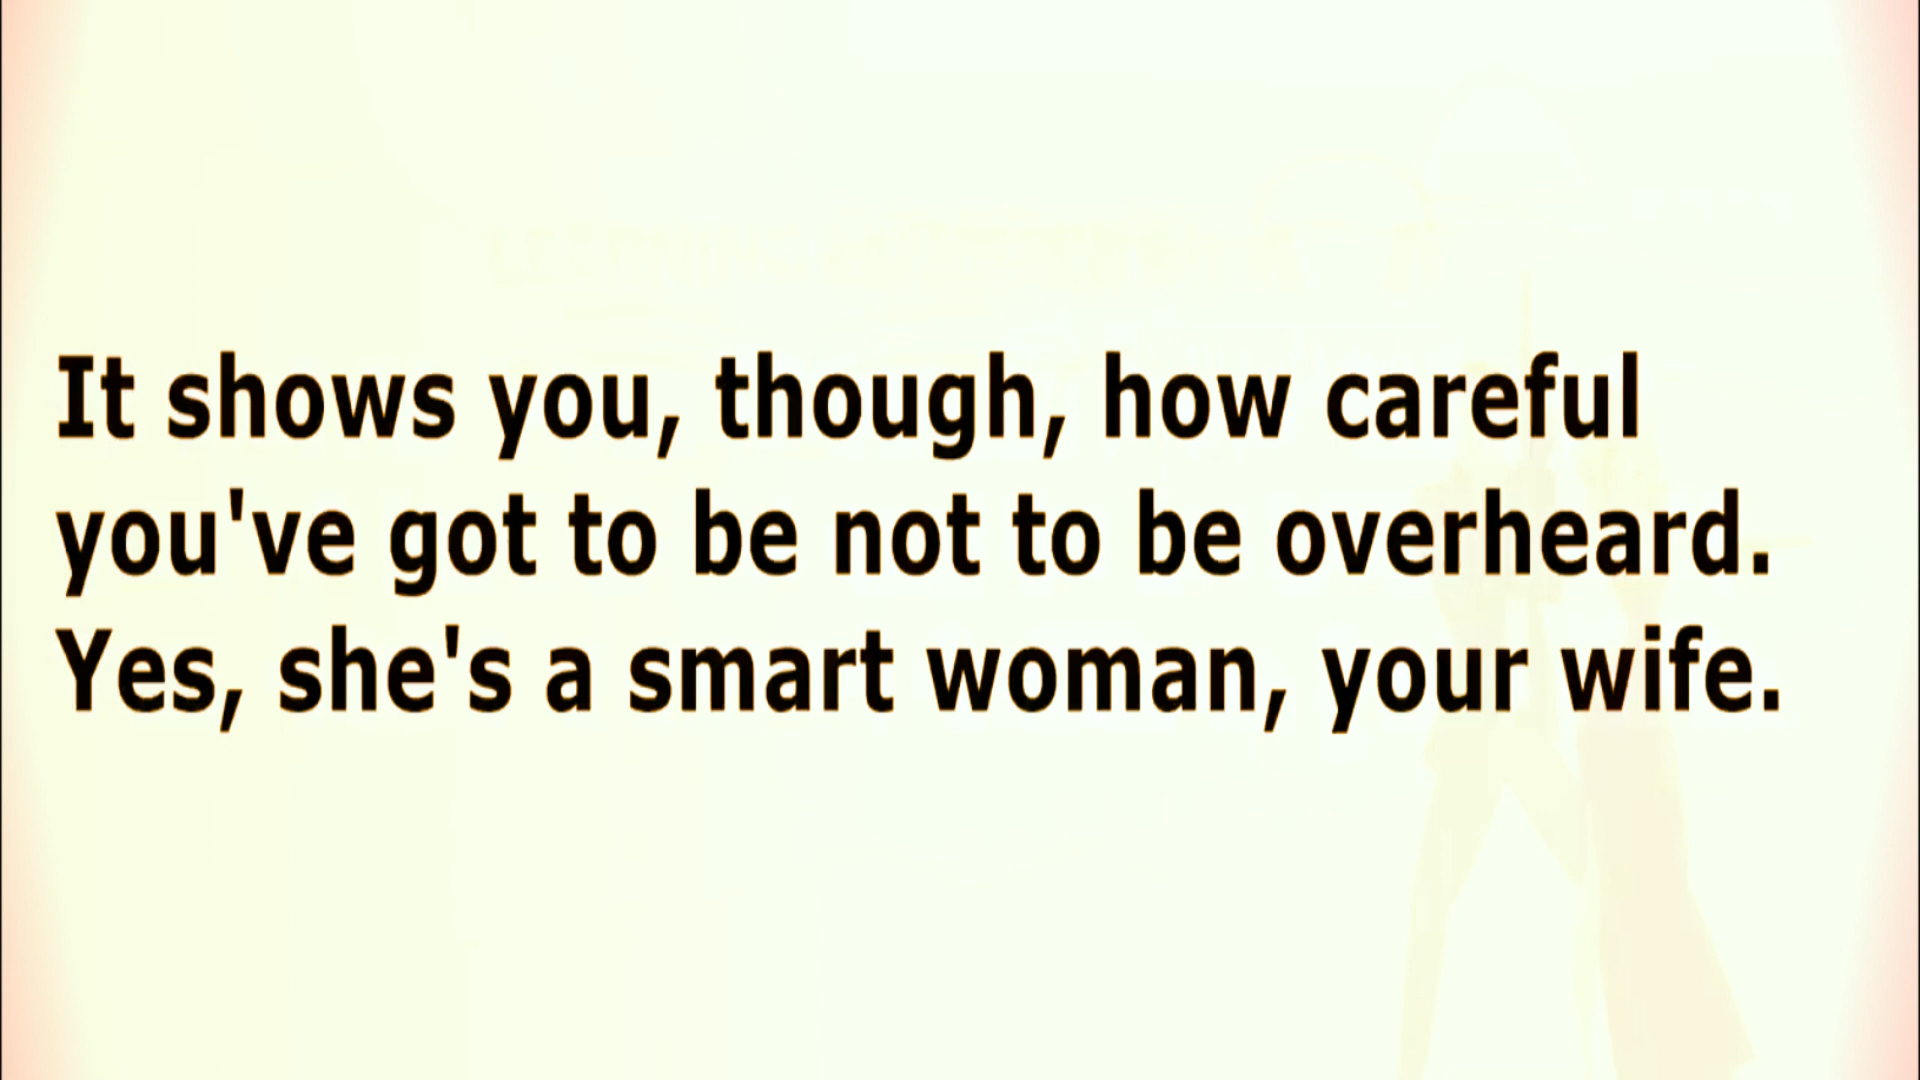 It shows you, though, how careful
you've got to be not to be overheard.
Yes, she's a smart woman, your wife.